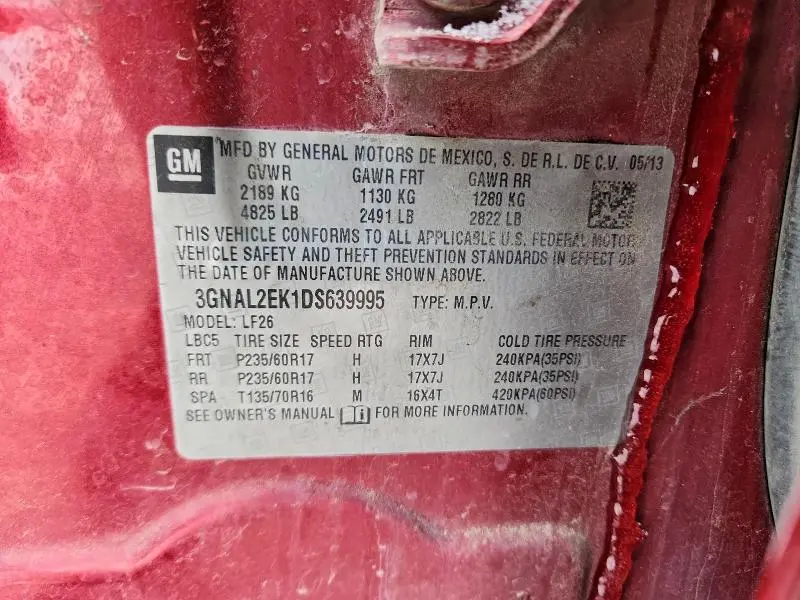 GM
MFD BY GENERAL MOTORS DE MEXICO, S. DE R.L. DE C.V. 05/13
GVWR GAWR FRT GAWR RR
2189 KG 1130 KG 1280 KG
4825 LB 2491 LB 2822 LB
THIS VEHICLE CONFORMS TO ALL APPLICABLE U.S. FEDERAL MOTOR
VEHICLE SAFETY AND THEFT PREVENTION STANDARDS IN EFFECT ON
THE DATE OF MANUFACTURE SHOWN ABOVE.
3GNAL2EK1DS639995 TYPE: M.P.V.
MODEL: LF26
LBC5 TIRE SIZE SPEED RTG RIM COLD TIRE PRESSURE
FRT P235/60R17 H 17X7J 240KPA(35PSI)
RR P235/60R17 H 17X7J 240KPA(35PSI)
SPA T135/70R16 M 16X4T 420KPA(60PSI)
SEE OWNER'S MANUAL FOR MORE INFORMATION.